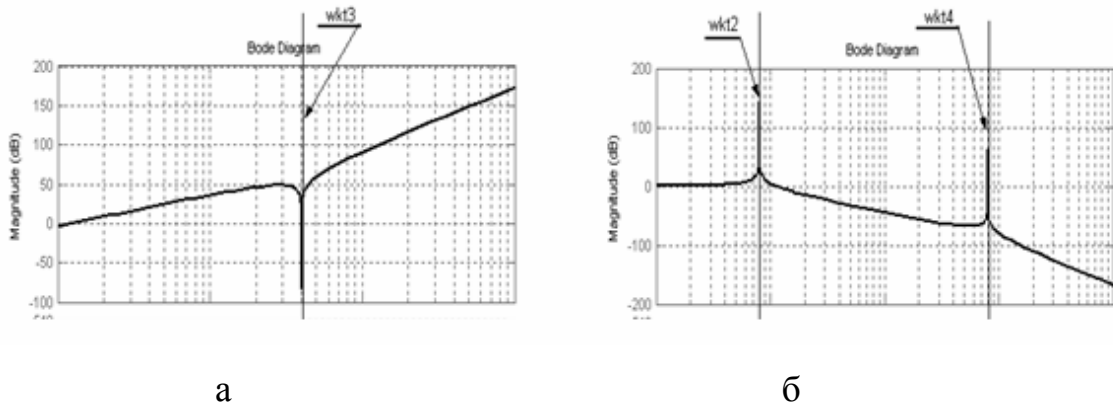 wkt3
Bode Diagram
200
150
100
50
0
-50
-100
Magnitude (dB)
а
wkt2
wkt4
Bode Diagram
200
100
0
-100
-200
Magnitude (dB)
б